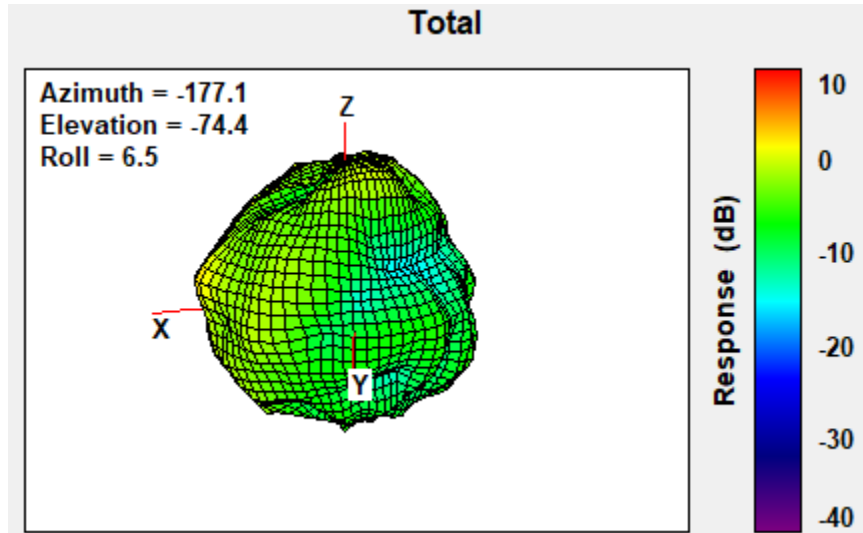 Total
Azimuth = -177.1
Elevation = -74.4
Roll = 6.5
Z
X
Y
10
0
-10
-20
-30
-40
Response (dB)